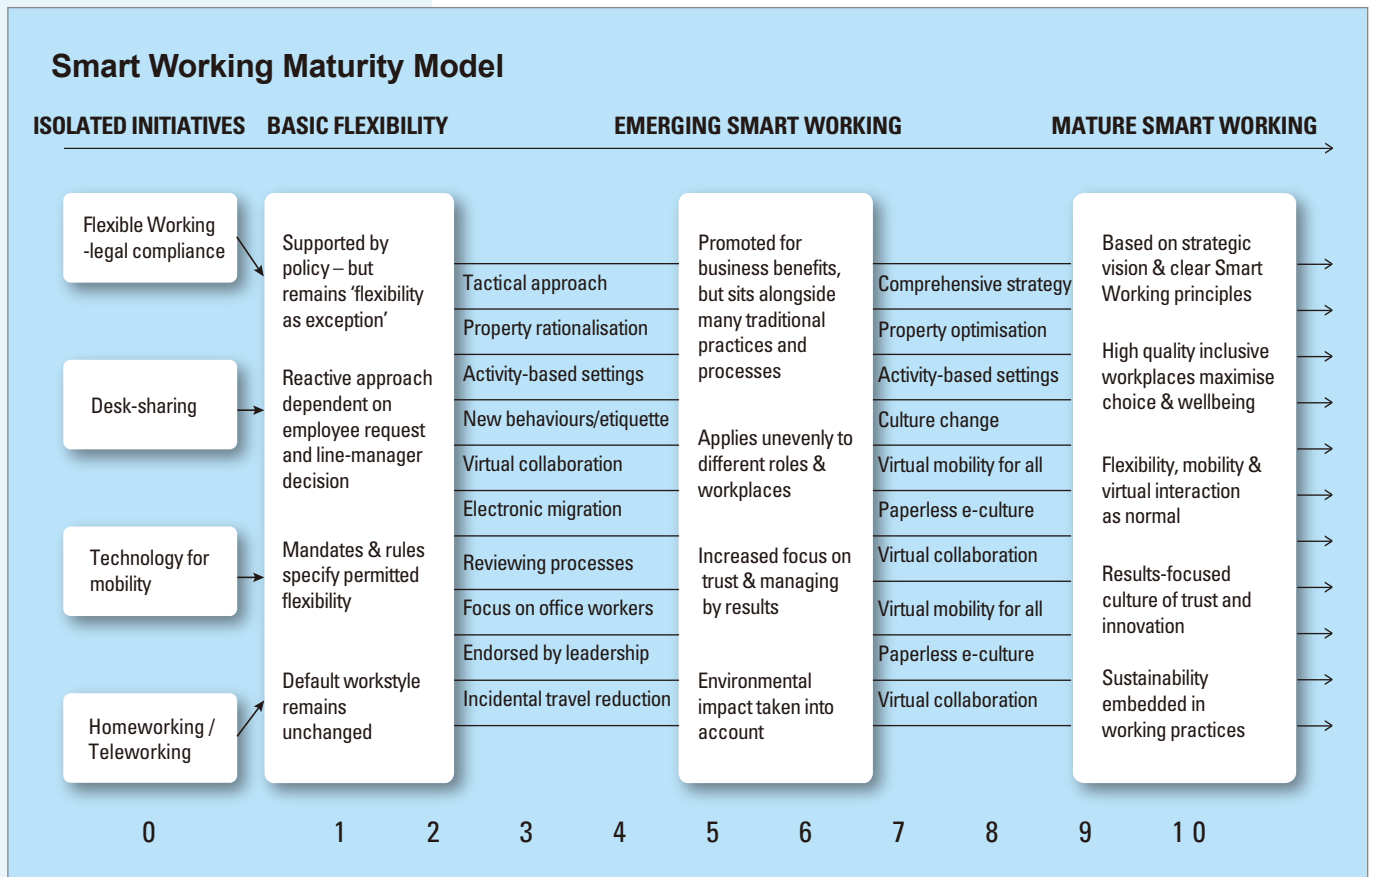 Smart Working Maturity Model
ISOLATED INITIATIVES
BASIC FLEXIBILITY
EMERGING SMART WORKING
MATURE SMART WORKING
Flexible Working
-legal compliance
Desk-sharing
Technology for
mobility
Homeworking /
Teleworking
Supported by
policy – but
remains ‘flexibility
as exception’
Reactive approach
dependent on
employee request
and line-manager
decision
Mandates & rules
specify permitted
flexibility
Default workstyle
remains
unchanged
Tactical approach
Property rationalisation
Activity-based settings
New behaviours/etiquette
Virtual collaboration
Electronic migration
Reviewing processes
Focus on office workers
Endorsed by leadership
Incidental travel reduction
Promoted for
business benefits,
but sits alongside
many traditional
practices and
processes
Applies unevenly to
different roles &
workplaces
Increased focus on
trust & managing
by results
Environmental
impact taken into
account
Comprehensive strategy
Property optimisation
Activity-based settings
Culture change
Virtual mobility for all
Paperless e-culture
Virtual collaboration
Virtual mobility for all
Paperless e-culture
Virtual collaboration
Based on strategic
vision & clear Smart
Working principles
High quality inclusive
workplaces maximise
choice & wellbeing
Flexibility, mobility &
virtual interaction
as normal
Results-focused
culture of trust and
innovation
Sustainability
embedded in
working practices
0 1 2 3 4 5 6 7 8 9 1 0